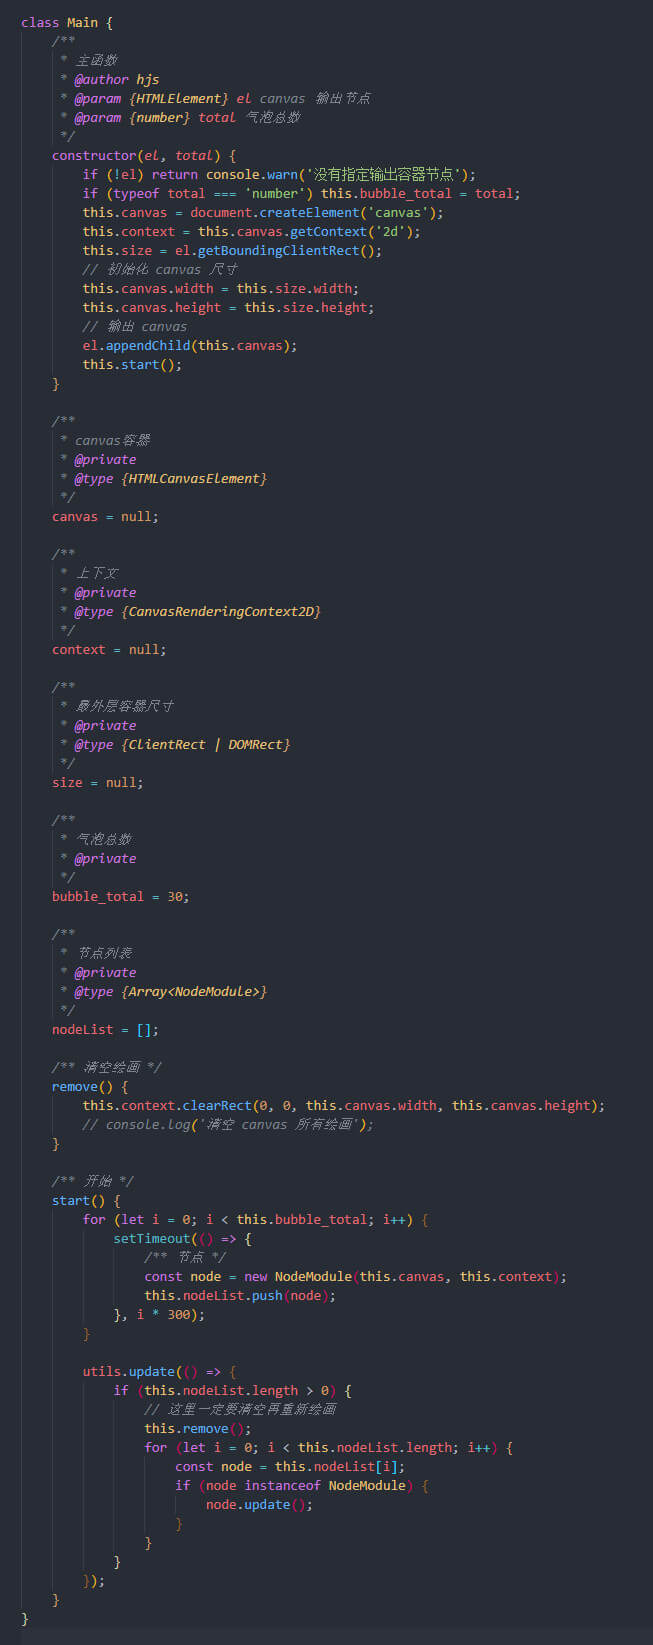 class Main {
    /**
     * 主函数
     * @author hjs
     * @param {HTMLElement} el canvas 输出节点
     * @param {number} total 气泡总数
     */
    constructor(el, total) {
        if (!el) return console.warn('没有指定输出容器节点');
        if (typeof total === 'number') this.bubble_total = total;
        this.canvas = document.createElement('canvas');
        this.context = this.canvas.getContext('2d');
        this.size = el.getBoundingClientRect();
        // 初始化 canvas 尺寸
        this.canvas.width = this.size.width;
        this.canvas.height = this.size.height;
        // 输出 canvas
        el.appendChild(this.canvas);
        this.start();
    }

    /**
     * canvas容器
     * @private
     * @type {HTMLCanvasElement}
     */
    canvas = null;

    /**
     * 上下文
     * @private
     * @type {CanvasRenderingContext2D}
     */
    context = null;

    /**
     * 最外层容器尺寸
     * @private
     * @type {ClientRect | DOMRect}
     */
    size = null;

    /**
     * 气泡总数
     * @private
     */
    bubble_total = 30;

    /**
     * 节点列表
     * @private
     * @type {Array<NodeModule>}
     */
    nodeList = [];

    /** 清空绘画 */
    remove() {
        this.context.clearRect(0, 0, this.canvas.width, this.canvas.height);
        // console.log('清空 canvas 所有绘画');
    }

    /** 开始 */
    start() {
        for (let i = 0; i < this.bubble_total; i++) {
            setTimeout(() => {
                /** 节点 */
                const node = new NodeModule(this.canvas, this.context);
                this.nodeList.push(node);
            }, i * 300);
        }

        utils.update(() => {
            if (this.nodeList.length > 0) {
                // 这里一定要清空再重新绘画
                this.remove();
                for (let i = 0; i < this.nodeList.length; i++) {
                    const node = this.nodeList[i];
                    if (node instanceof NodeModule) {
                        node.update();
                    }
                }
            }
        });
    }
}